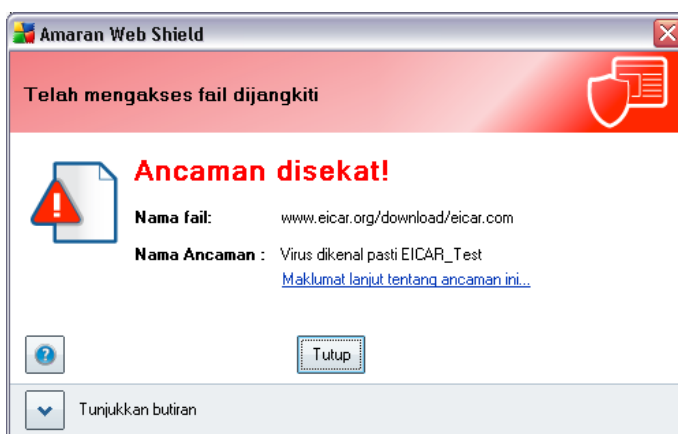 Amaran Web Shield
Telah mengakses fail dijangkiti
Ancaman disekat!
Nama fail: www.eicar.org/download/eicar.com
Nama Ancaman : Virus dikenal pasti EICAR_Test
Maklumat lanjut tentang ancaman ini...
Tutup
Tunjukkan butiran